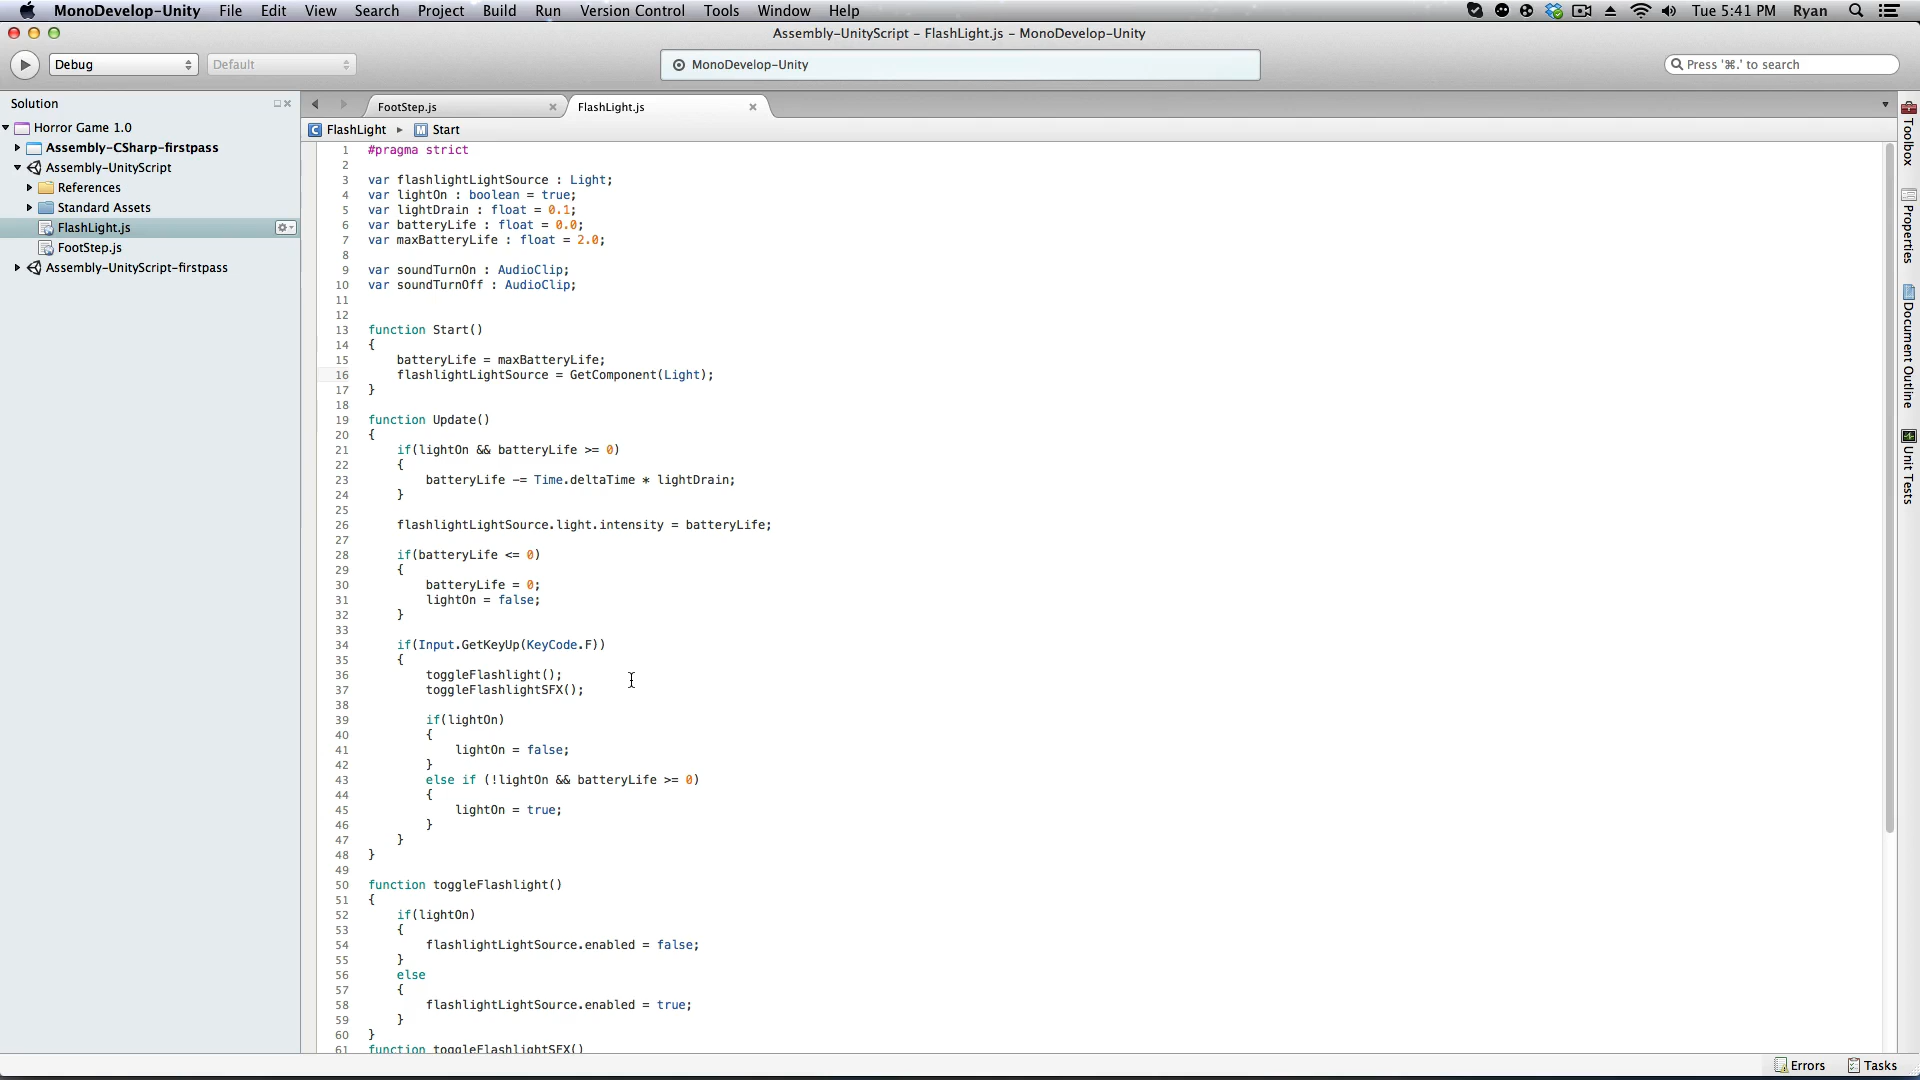 MonoDevelop-Unity File Edit View Search Project Build Run Version Control Tools Window Help Tue 5:41 PM Ryan
Assembly-UnityScript – FlashLight.js – MonoDevelop-Unity
Debug Default MonoDevelop-Unity Press '⌘.' to search
Solution
Horror Game 1.0
Assembly-CSharp-firstpass
Assembly-UnityScript
References
Standard Assets
FlashLight.js
FootStep.js
Assembly-UnityScript-firstpass
FootStep.js FlashLight.js
FlashLight Start
1 #pragma strict
2
3 var flashlightLightSource : Light;
4 var lightOn : boolean = true;
5 var lightDrain : float = 0.1;
6 var batteryLife : float = 0.0;
7 var maxBatteryLife : float = 2.0;
8
9 var soundTurnOn : AudioClip;
10 var soundTurnOff : AudioClip;
11
12
13 function Start()
14 {
15 batteryLife = maxBatteryLife;
16 flashlightLightSource = GetComponent(Light);
17 }
18
19 function Update()
20 {
21 if(lightOn && batteryLife >= 0)
22 {
23 batteryLife -= Time.deltaTime * lightDrain;
24 }
25
26 flashlightLightSource.light.intensity = batteryLife;
27
28 if(batteryLife <= 0)
29 {
30 batteryLife = 0;
31 lightOn = false;
32 }
33
34 if(Input.GetKeyUp(KeyCode.F))
35 {
36 toggleFlashlight();
37 toggleFlashlightSFX();
38
39 if(lightOn)
40 {
41 lightOn = false;
42 }
43 else if (!lightOn && batteryLife >= 0)
44 {
45 lightOn = true;
46 }
47 }
48 }
49
50 function toggleFlashlight()
51 {
52 if(lightOn)
53 {
54 flashlightLightSource.enabled = false;
55 }
56 else
57 {
58 flashlightLightSource.enabled = true;
59 }
60 }
61 function toggleFlashlightSFX()
Toolbox
Properties
Document Outline
Unit Tests
Errors Tasks